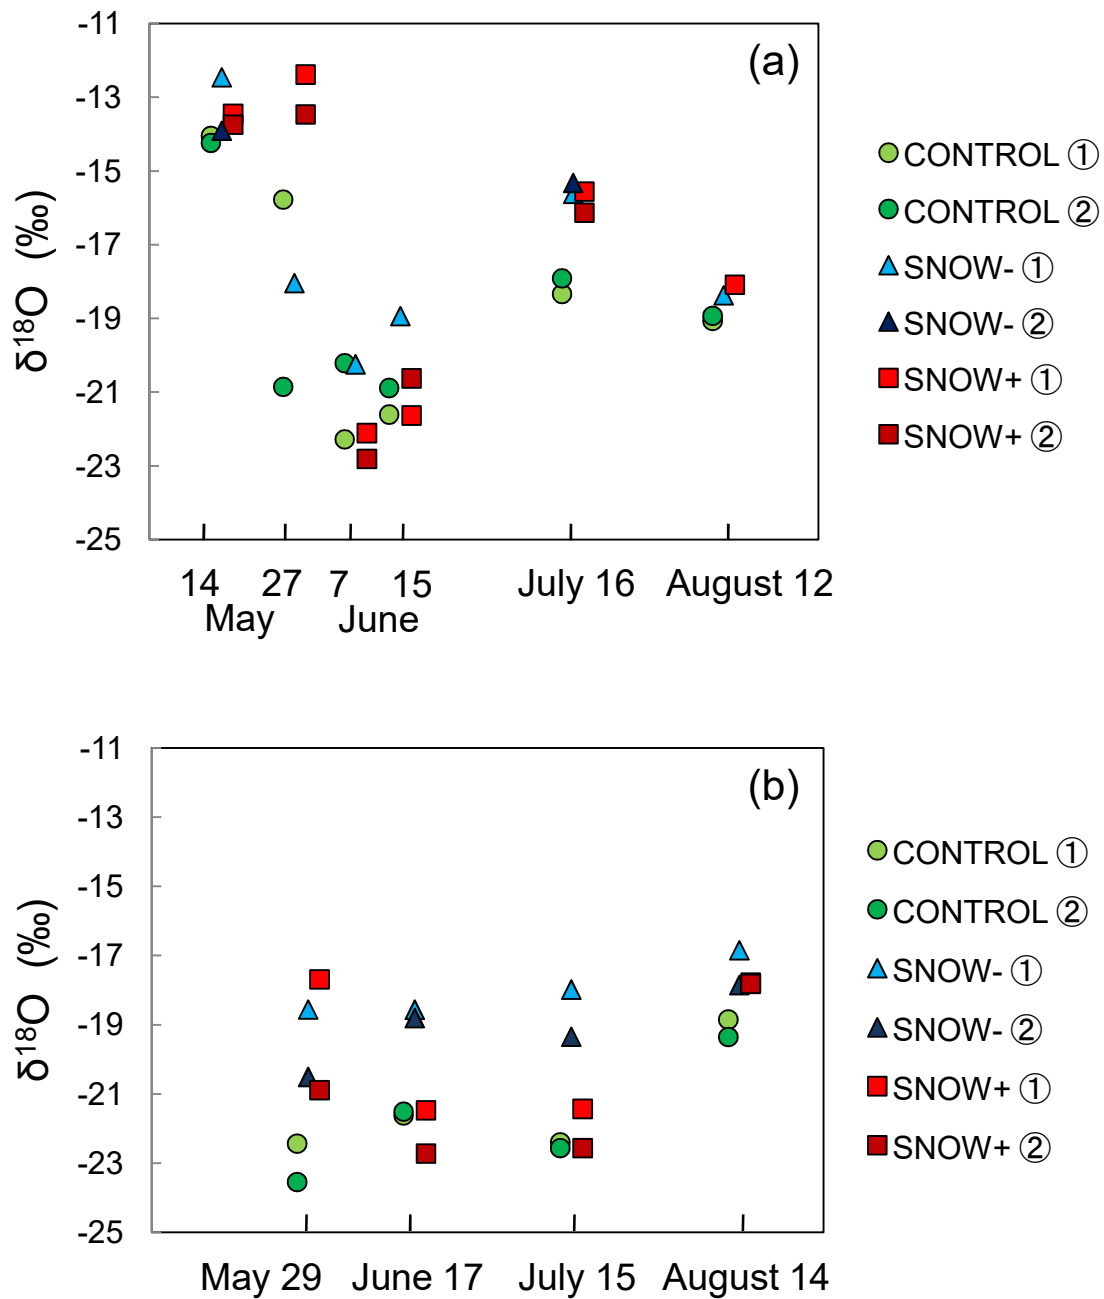 -11
(a)
-13
-15
-17
-19
-21
-23
-25
δ¹⁸O (‰)
14 27 7 15 July 16 August 12
May June
CONTROL ①
CONTROL ②
SNOW- ①
SNOW- ②
SNOW+ ①
SNOW+ ②
-11
(b)
-13
-15
-17
-19
-21
-23
-25
δ¹⁸O (‰)
May 29 June 17 July 15 August 14
CONTROL ①
CONTROL ②
SNOW- ①
SNOW- ②
SNOW+ ①
SNOW+ ②